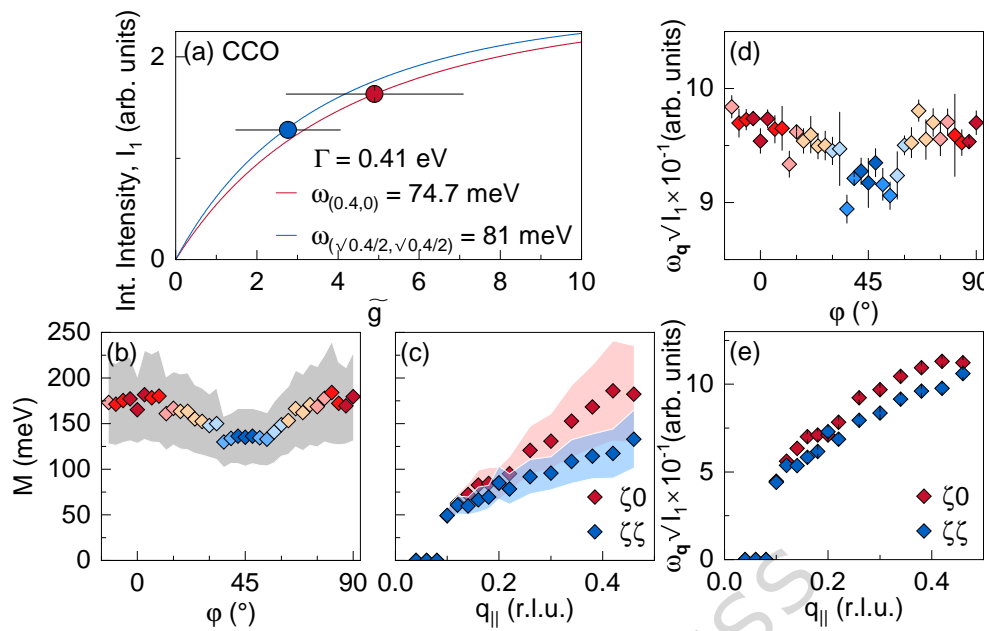 (a) CCO
Int. Intensity, I₁ (arb. units)
2
0
Γ = 0.41 eV
ω(0.4,0) = 74.7 meV
ω(√0.4/2,√0.4/2) = 81 meV
0 2 4 6 8 10
g̃
(d)
ω_q√I₁×10⁻¹(arb. units)
10
9
0 45 90
φ (°)
(b)
M (meV)
250
200
150
100
50
0
0 45 90
φ (°)
(c)
ζ0
ζζ
0.0 0.2 0.4
q|| (r.l.u.)
(e)
ω_q√I₁×10⁻¹(arb. units)
10
5
0
ζ0
ζζ
0.0 0.2 0.4
q|| (r.l.u.)
ss